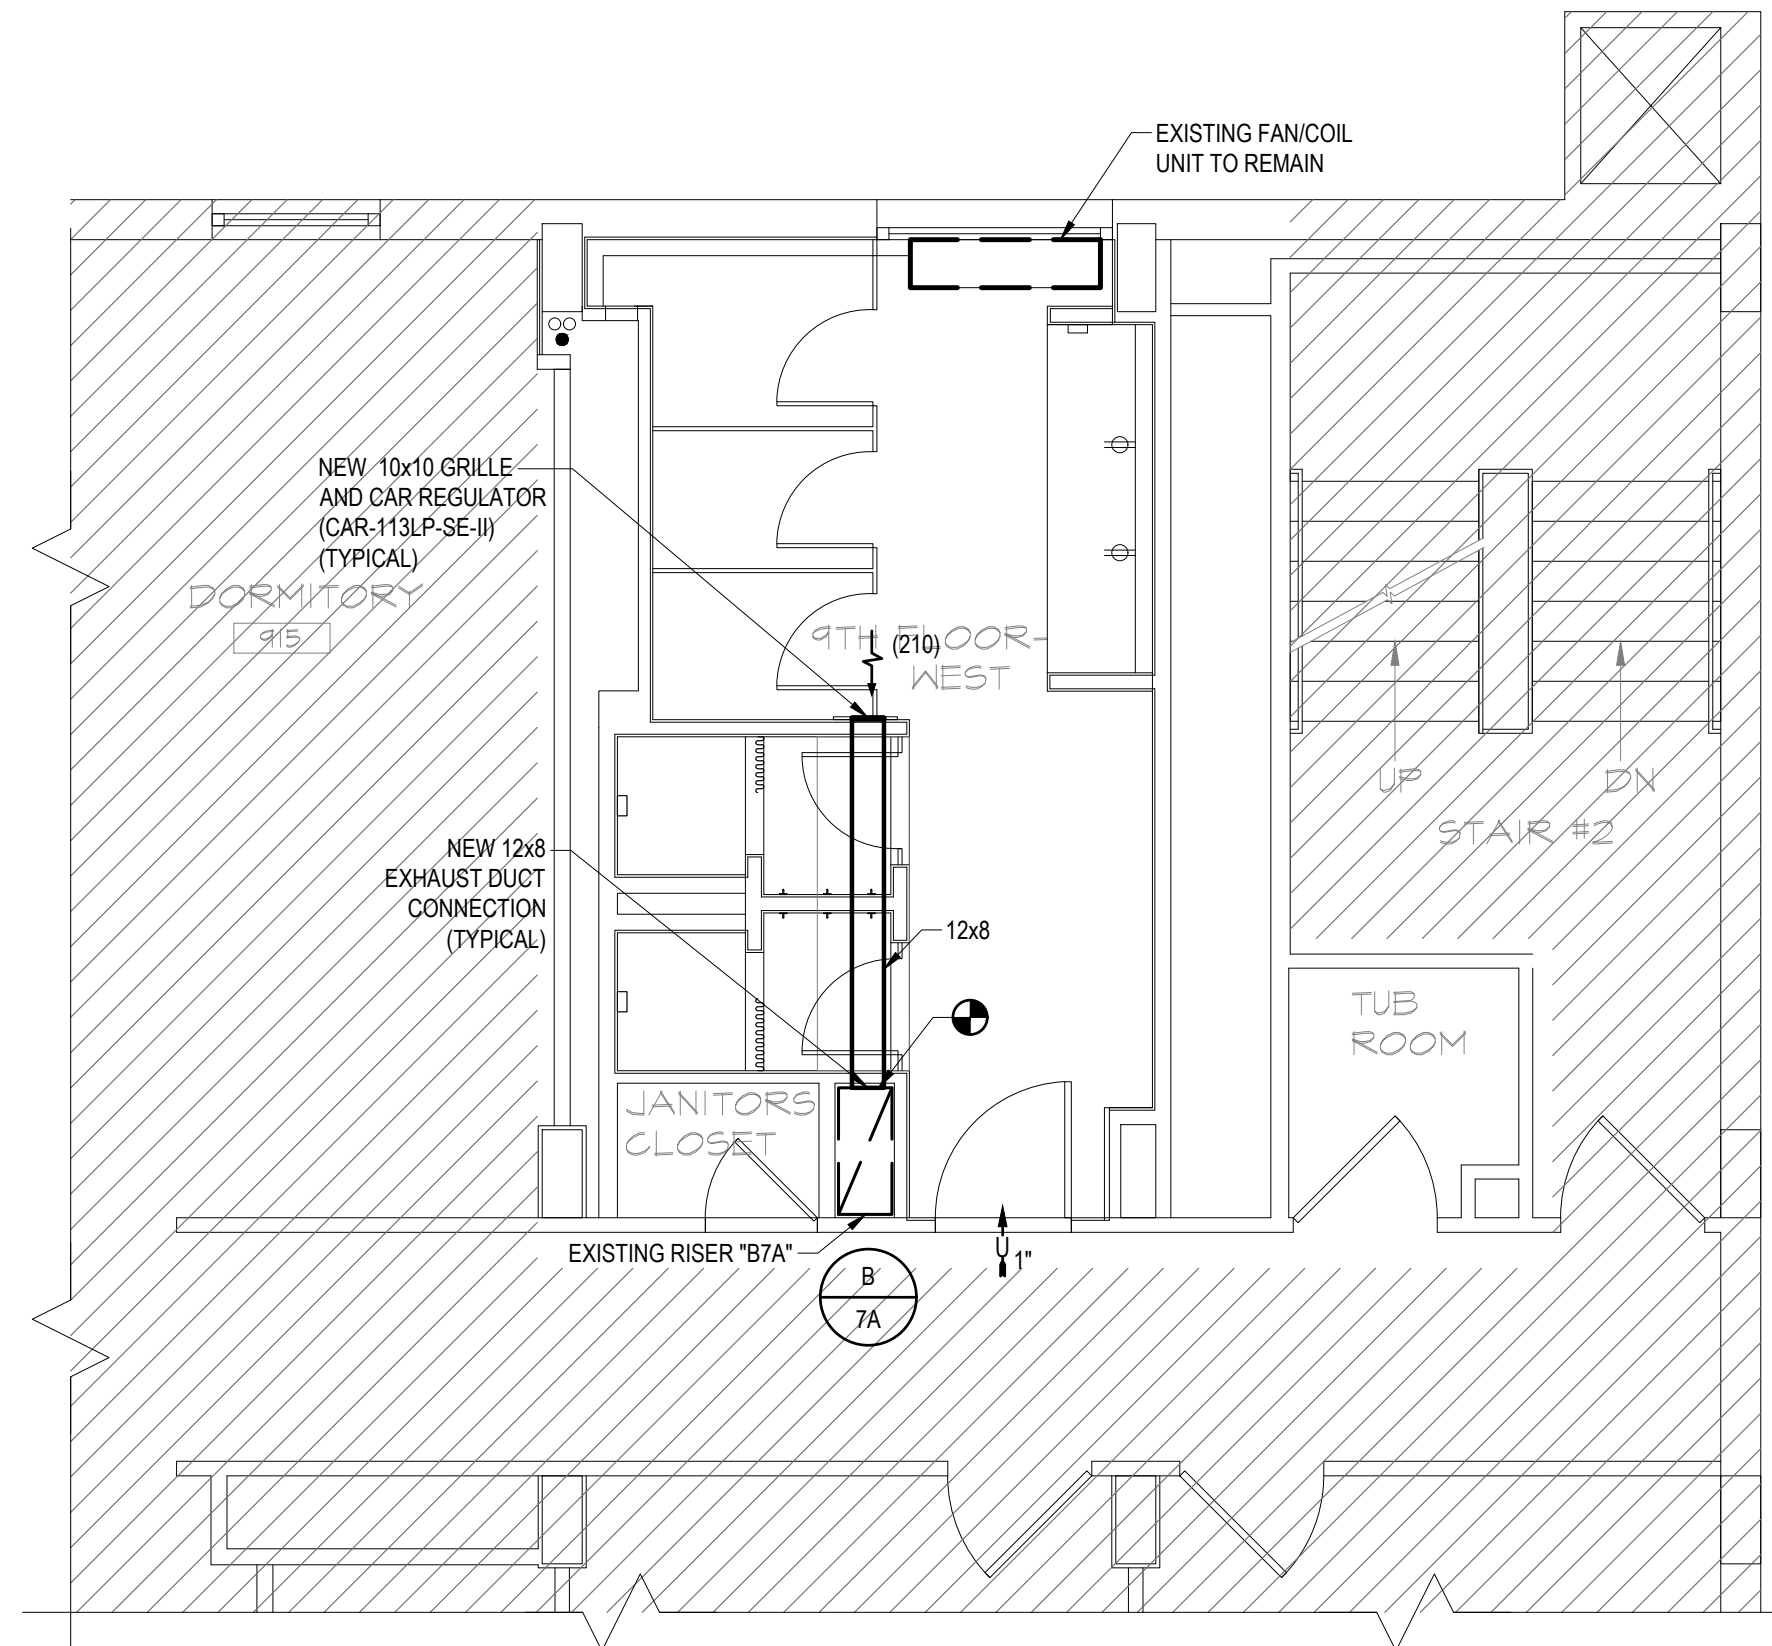 EXISTING FAN/COIL
UNIT TO REMAIN
NEW 10x10 GRILLE
AND CAR REGULATOR
(CAR-113LP-SE-II)
(TYPICAL)
DORMITORY
915
9TH FLOOR-
WEST
(210)
UP
DN
STAIR #2
NEW 12x8
EXHAUST DUCT
CONNECTION
(TYPICAL)
12x8
TUB
ROOM
JANITORS
CLOSET
EXISTING RISER "B7A"
U 1"
B
7A